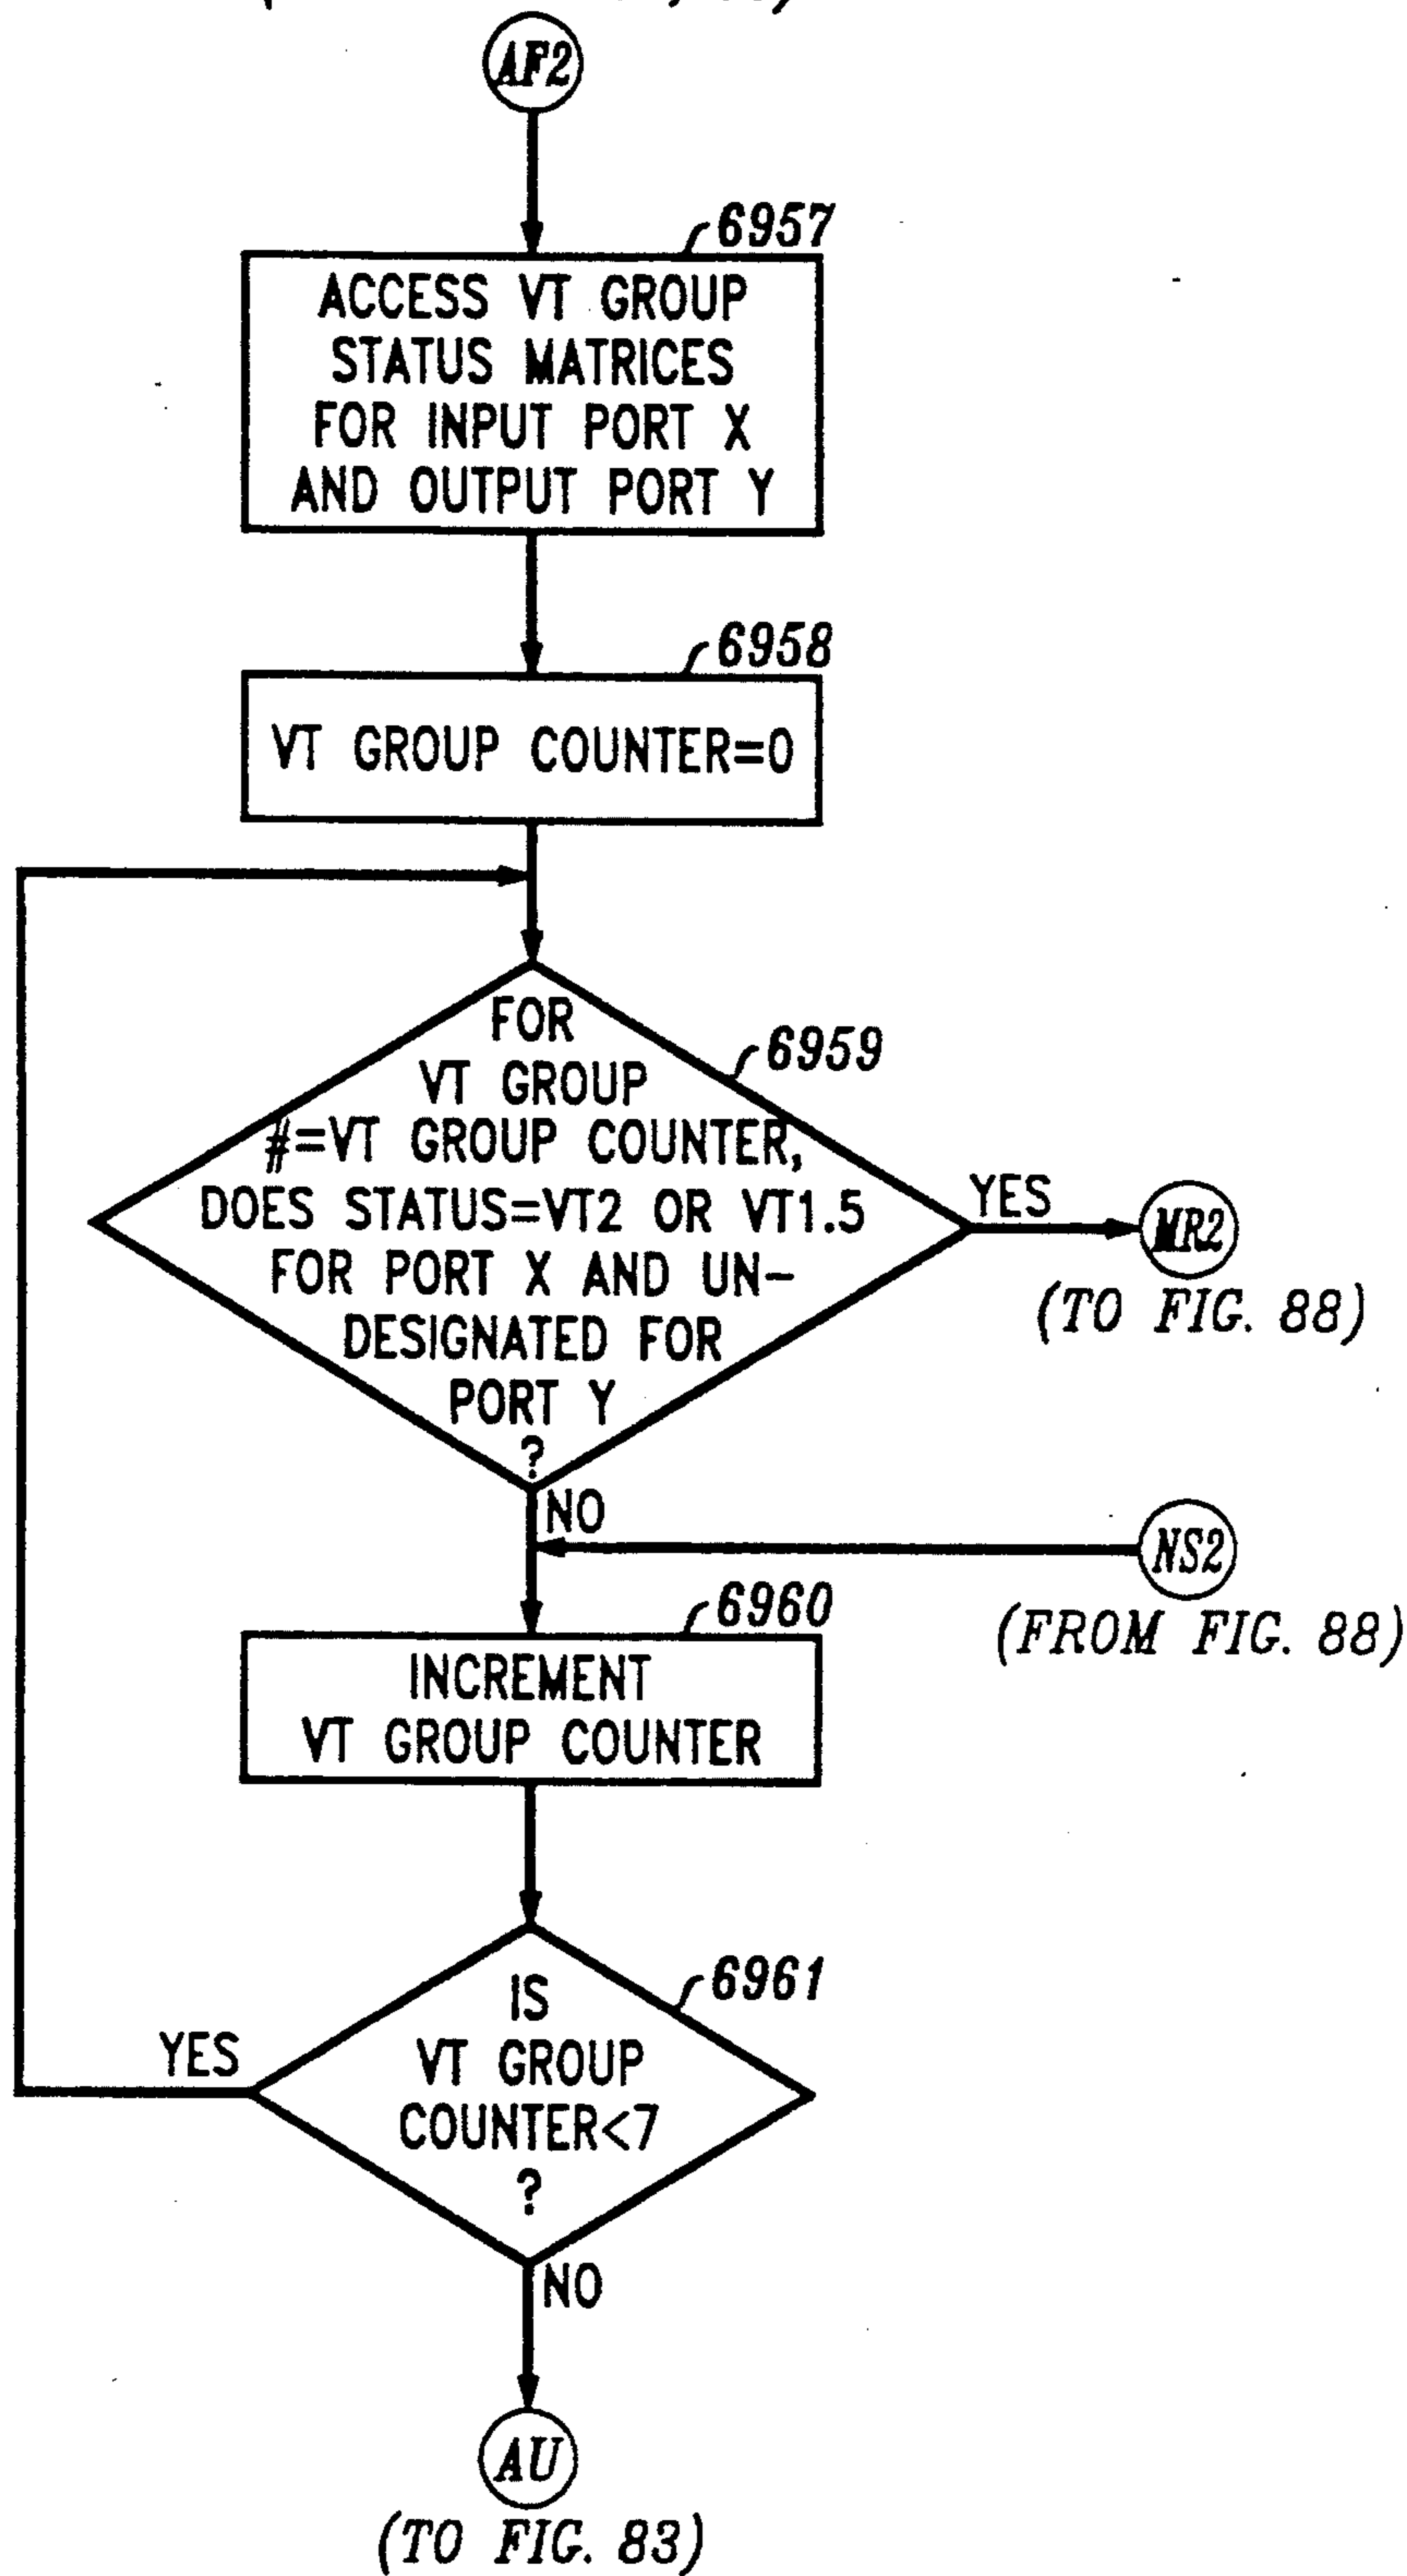 AF2
6957
ACCESS VT GROUP
STATUS MATRICES
FOR INPUT PORT X
AND OUTPUT PORT Y
6958
VT GROUP COUNTER=0
6959
FOR
VT GROUP
#=VT GROUP COUNTER,
DOES STATUS=VT2 OR VT1.5
FOR PORT X AND UN-
DESIGNATED FOR
PORT Y
?
YES
MR2
(TO FIG. 88)
NO
NS2
(FROM FIG. 88)
6960
INCREMENT
VT GROUP COUNTER
6961
IS
VT GROUP
COUNTER<7
?
YES
NO
AU
(TO FIG. 83)